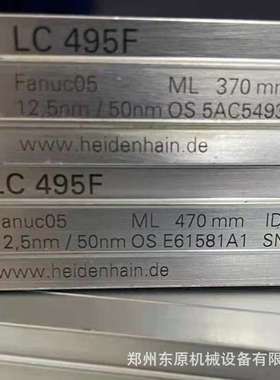 LC 495F
Fanuc05 ML 370 mm
12,5nm / 50nm OS 5AC5493
www.heidenhain.de
LC 495F
Fanuc05 ML 470 mm ID
2,5nm / 50nm OS E61581A1 SN
www.heidenhain.de
郑州东原机械设备有限公